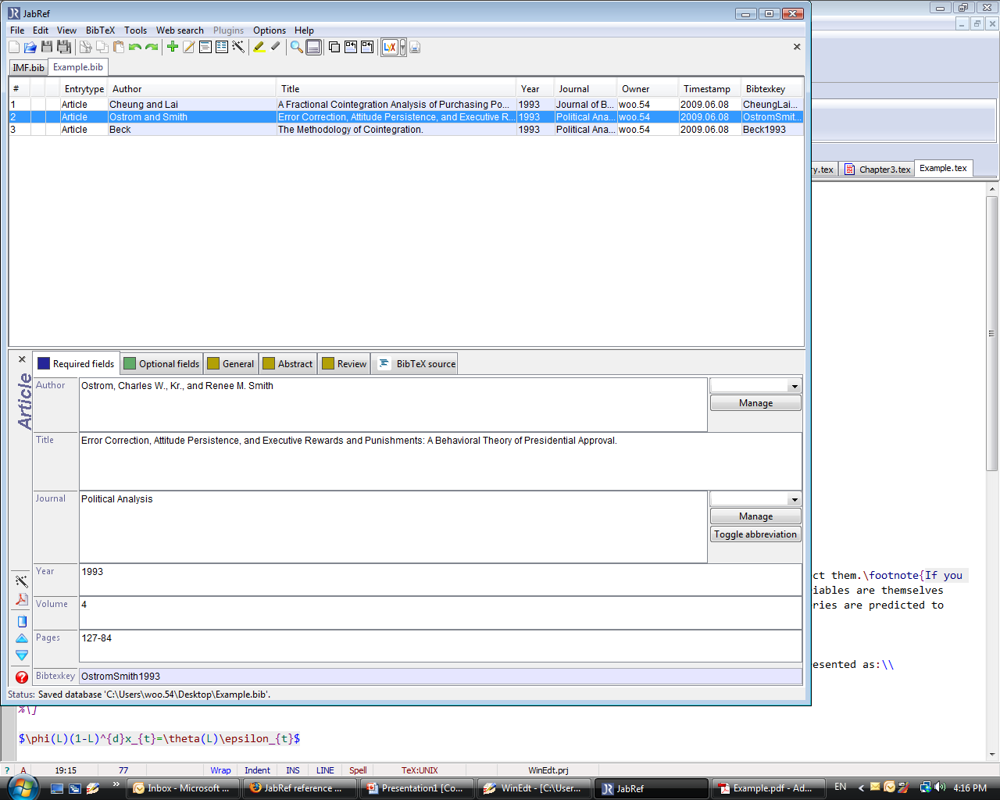 JabRef
File Edit View BibTeX Tools Web search Plugins Options Help
IMF.bib Example.bib
# Entrytype Author Title Year Journal Owner Timestamp Bibtexkey
1 Article Cheung and Lai A Fractional Cointegration Analysis of Purchasing Po... 1993 Journal of B... woo.54 2009.06.08 CheungLai...
2 Article Ostrom and Smith Error Correction, Attitude Persistence, and Executive R... 1993 Political Ana... woo.54 2009.06.08 OstromSmit...
3 Article Beck The Methodology of Cointegration. 1993 Political Ana... woo.54 2009.06.08 Beck1993
ry.tex Chapter3.tex Example.tex
Required fields Optional fields General Abstract Review BibTeX source
Article
Author Ostrom, Charles W., Kr., and Renee M. Smith
Manage
Title Error Correction, Attitude Persistence, and Executive Rewards and Punishments: A Behavioral Theory of Presidential Approval.
Journal Political Analysis
Manage
Toggle abbreviation
Year 1993
Volume 4
Pages 127-84
Bibtexkey OstromSmith1993
Status: Saved database 'C:\Users\woo.54\Desktop\Example.bib'.
ct them.\footnote{If you
iables are themselves
ries are predicted to
esented as:\\
%\]
$\phi(L)(1-L)^{d}x_{t}=\theta(L)\epsilon_{t}$
? A 19:15 77 Wrap Indent INS LINE Spell TeX:UNIX WinEdt.prj
» Inbox - Microsoft ... JabRef reference ... Presentation1 [Co... WinEdt - [C:\User... JabRef Example.pdf - Ad... EN < 4:16 PM